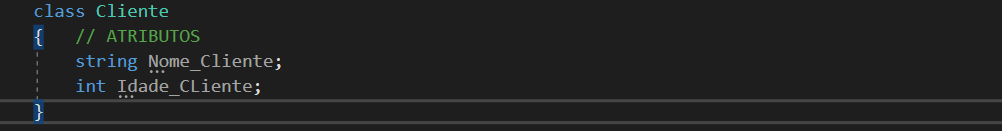 class Cliente
{ // ATRIBUTOS
string Nome_Cliente;
int Idade_CLiente;
}